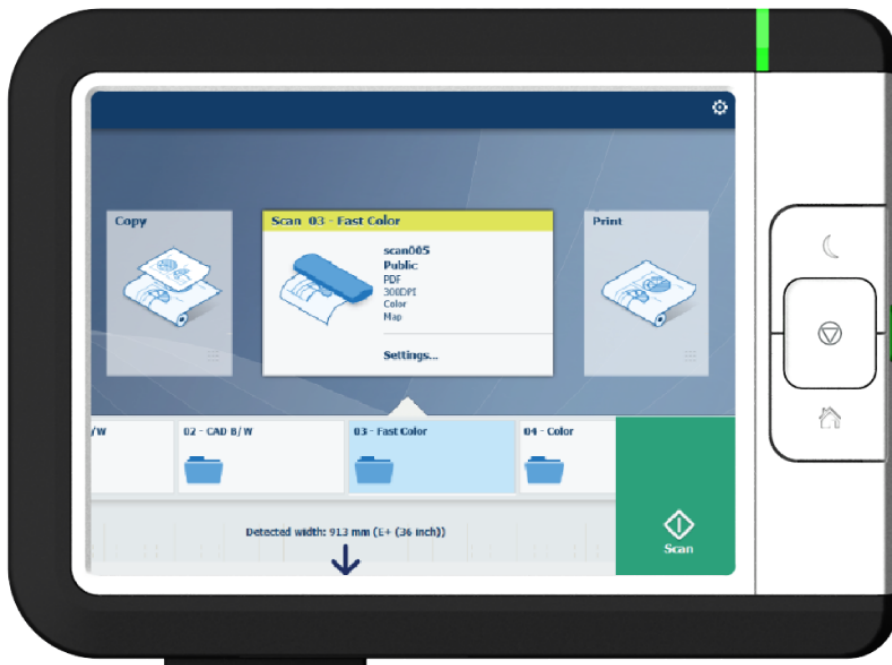 Copy
Scan 03 - Fast Color
Print
scan005
Public
PDF
300DPI
Color
Map
Settings...
/W
02 - CAD B/W
03 - Fast Color
04 - Color
Detected width: 913 mm (E+ (36 inch))
Scan